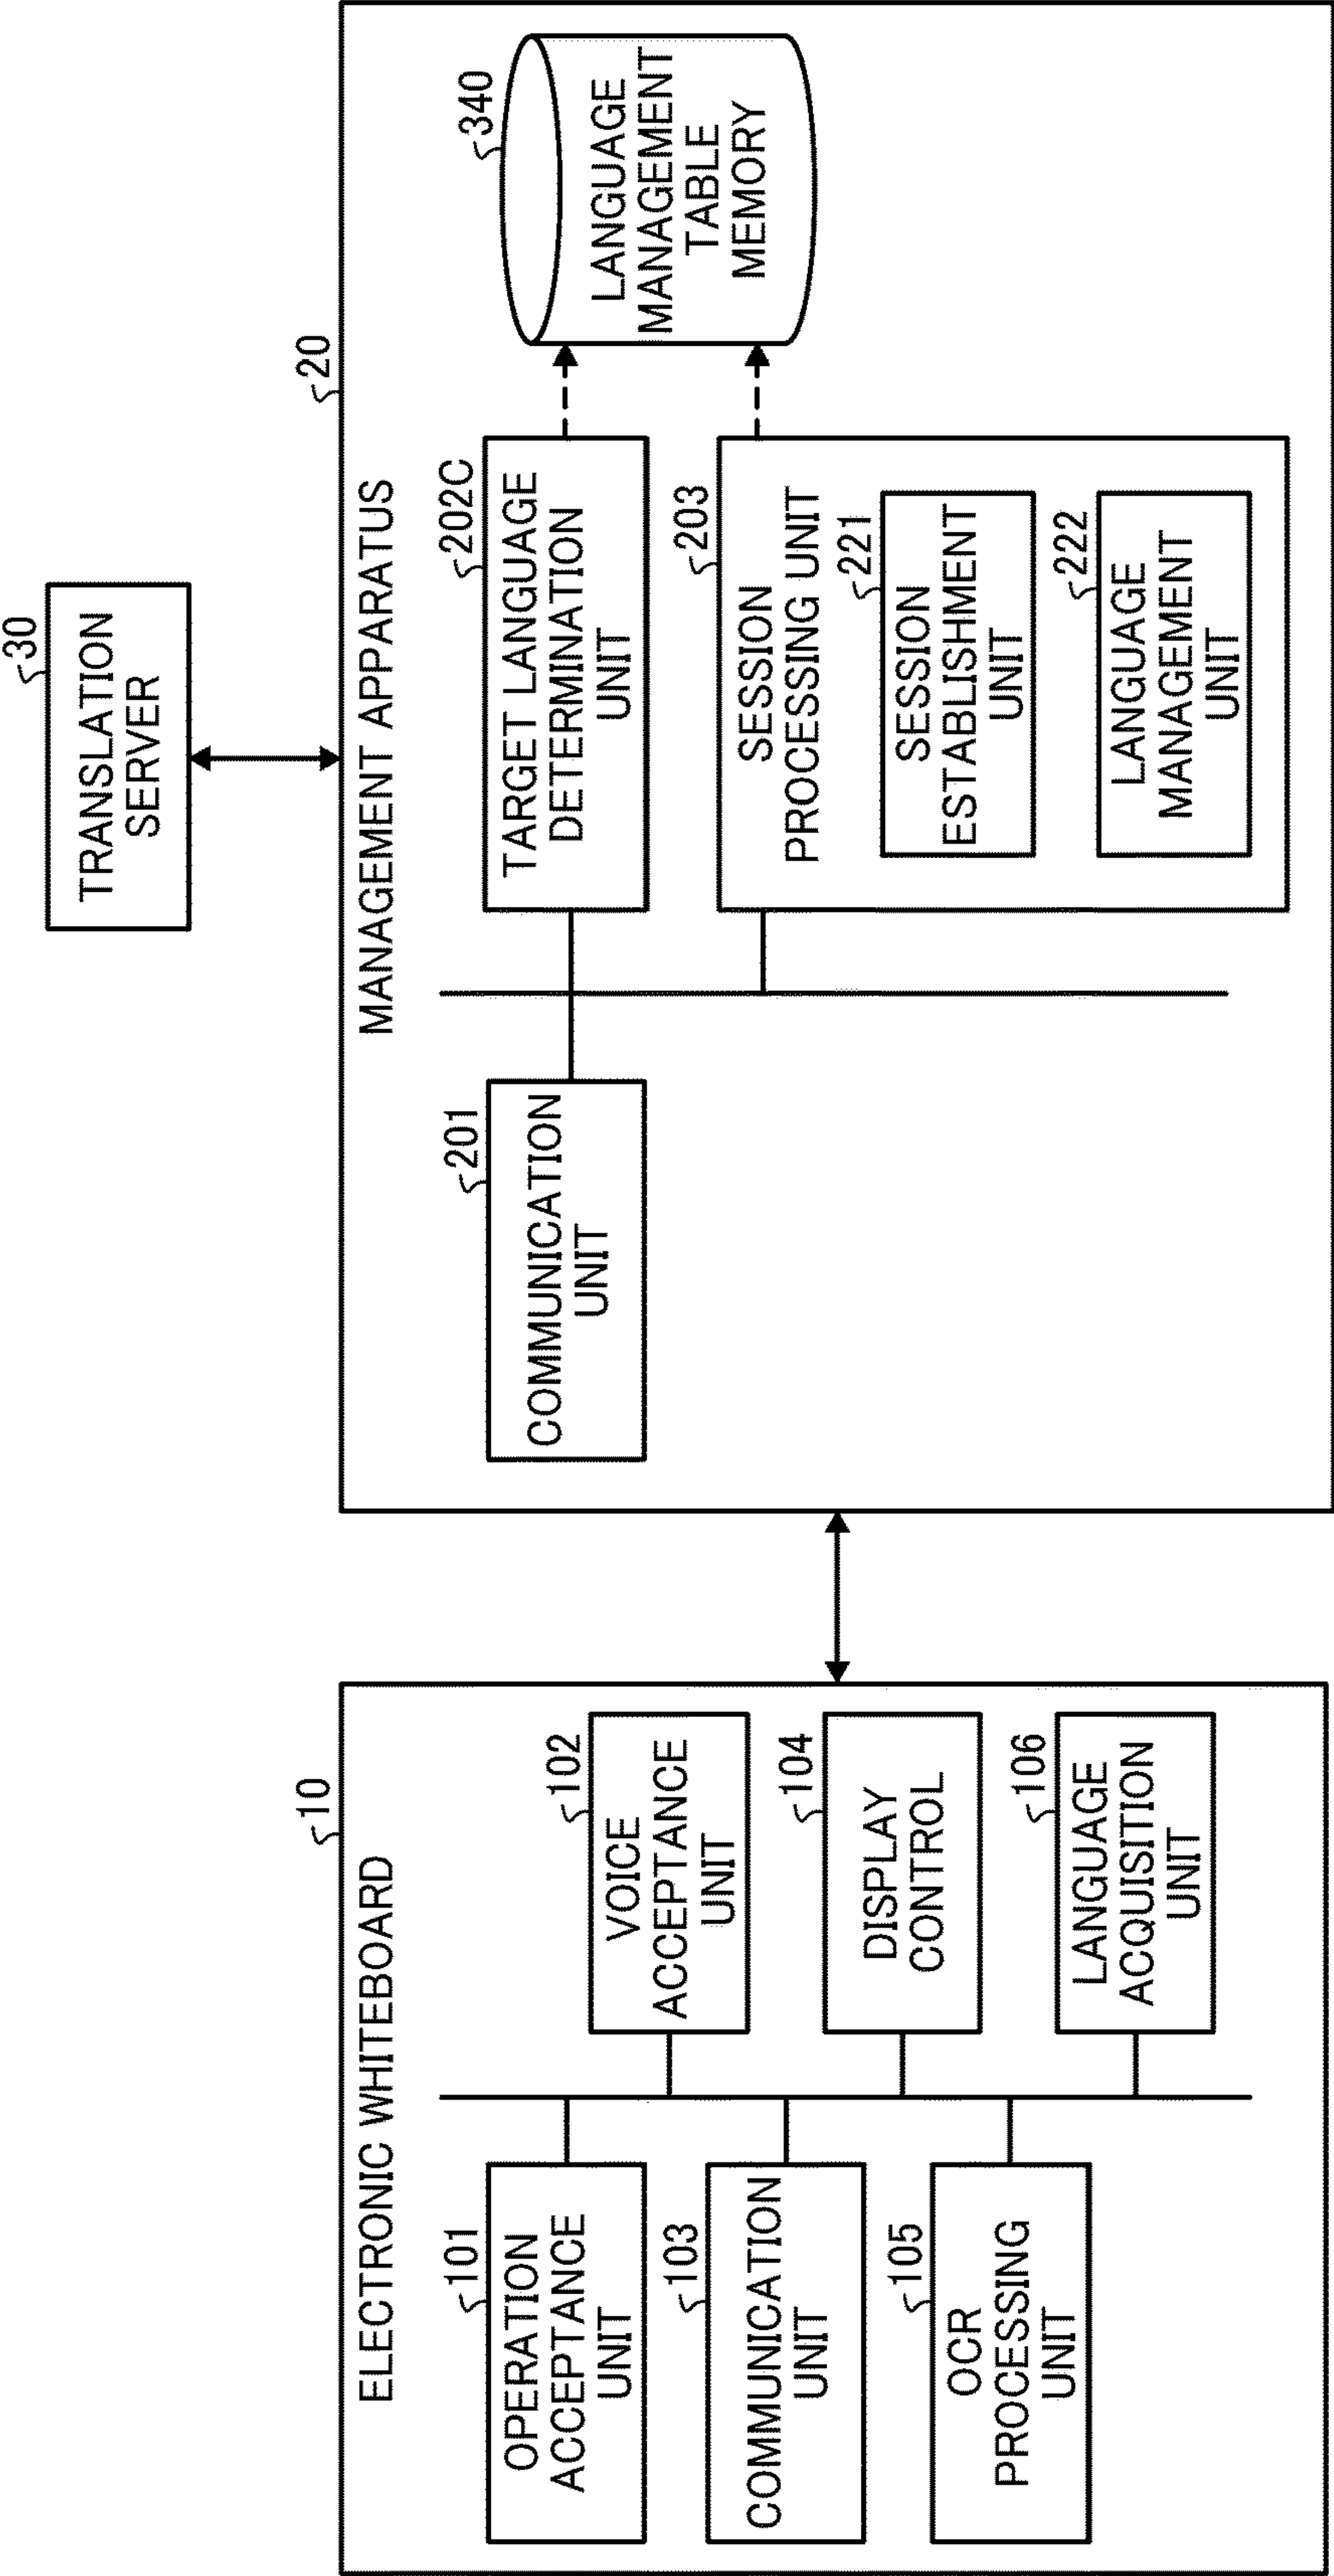 30
TRANSLATION
SERVER
10
ELECTRONIC WHITEBOARD
101
OPERATION
ACCEPTANCE
UNIT
102
VOICE
ACCEPTANCE
UNIT
103
COMMUNICATION
UNIT
104
DISPLAY
CONTROL
105
OCR
PROCESSING
UNIT
106
LANGUAGE
ACQUISITION
UNIT
20
MANAGEMENT APPARATUS
201
COMMUNICATION
UNIT
202C
TARGET LANGUAGE
DETERMINATION
UNIT
203
SESSION
PROCESSING UNIT
221
SESSION
ESTABLISHMENT
UNIT
222
LANGUAGE
MANAGEMENT
UNIT
340
LANGUAGE
MANAGEMENT
TABLE
MEMORY